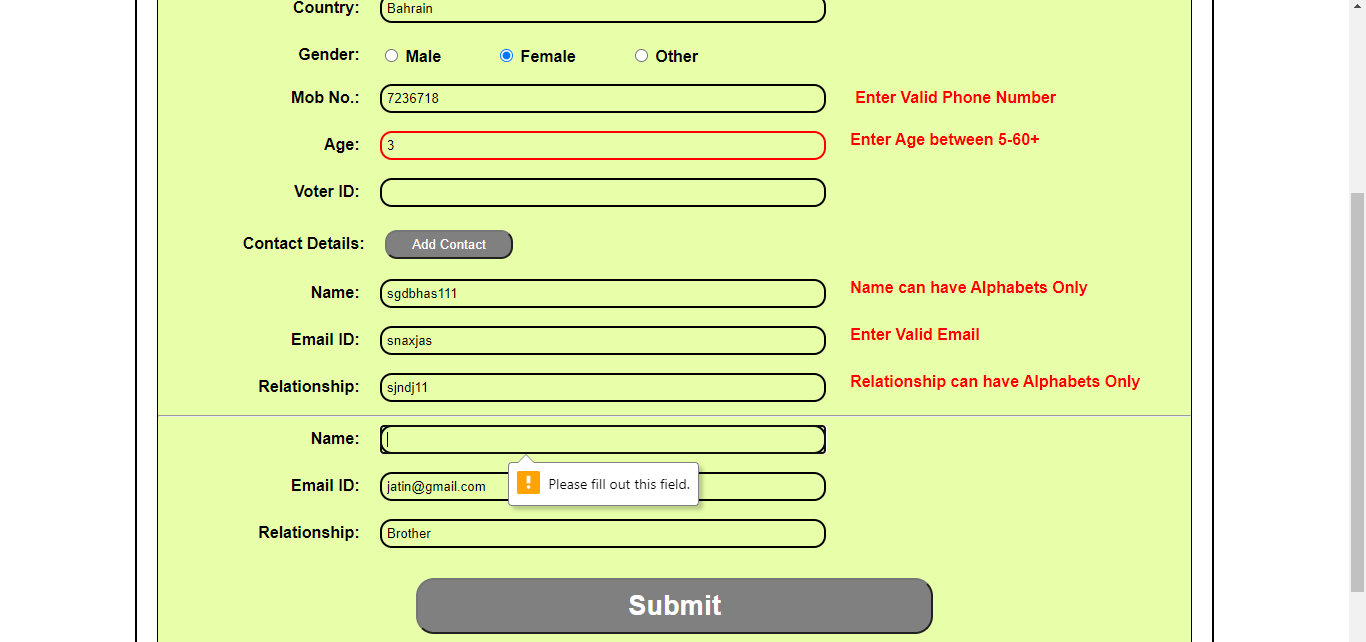 Country: Bahrain
Gender: Male Female Other
Mob No.: 7236718 Enter Valid Phone Number
Age: 3 Enter Age between 5-60+
Voter ID:
Contact Details: Add Contact
Name: sgdbhas111 Name can have Alphabets Only
Email ID: snaxjas Enter Valid Email
Relationship: sjndj11 Relationship can have Alphabets Only
Name:
Email ID: jatin@gmail.com Please fill out this field.
Relationship: Brother
Submit